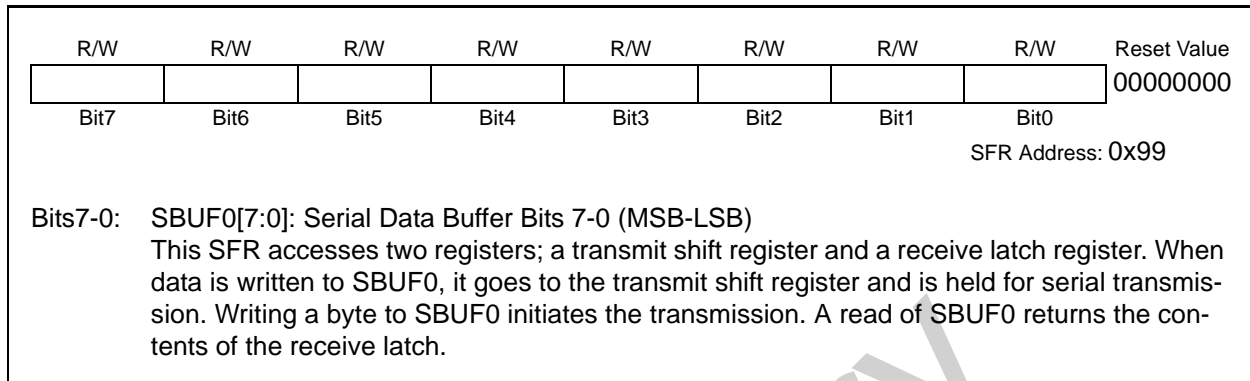 R/W R/W R/W R/W R/W R/W R/W R/W Reset Value
00000000
Bit7 Bit6 Bit5 Bit4 Bit3 Bit2 Bit1 Bit0
SFR Address: 0x99
Bits7-0: SBUF0[7:0]: Serial Data Buffer Bits 7-0 (MSB-LSB)
This SFR accesses two registers; a transmit shift register and a receive latch register. When
data is written to SBUF0, it goes to the transmit shift register and is held for serial transmis-
sion. Writing a byte to SBUF0 initiates the transmission. A read of SBUF0 returns the con-
tents of the receive latch.